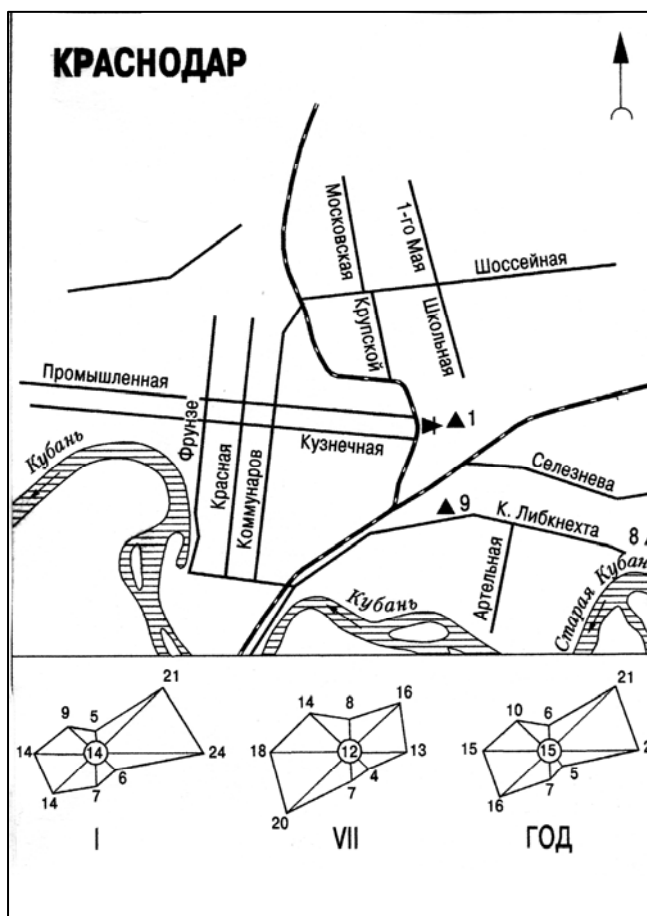 КРАСНОДАР
Московская
1-го Мая
Шоссейная
Крупской
Школьная
Промышленная
Фрунзе
Красная
Коммунаров
Кузнечная
1
Кубань
Селезнева
9
К. Либкнехта
8
Артельная
Кубань
Старая Кубань
9 5 21
14 14 24
14 7 6
I
14 8 16
18 12 13
20 7 4
VII
10 6 21
15 15
16 7 5
ГОД